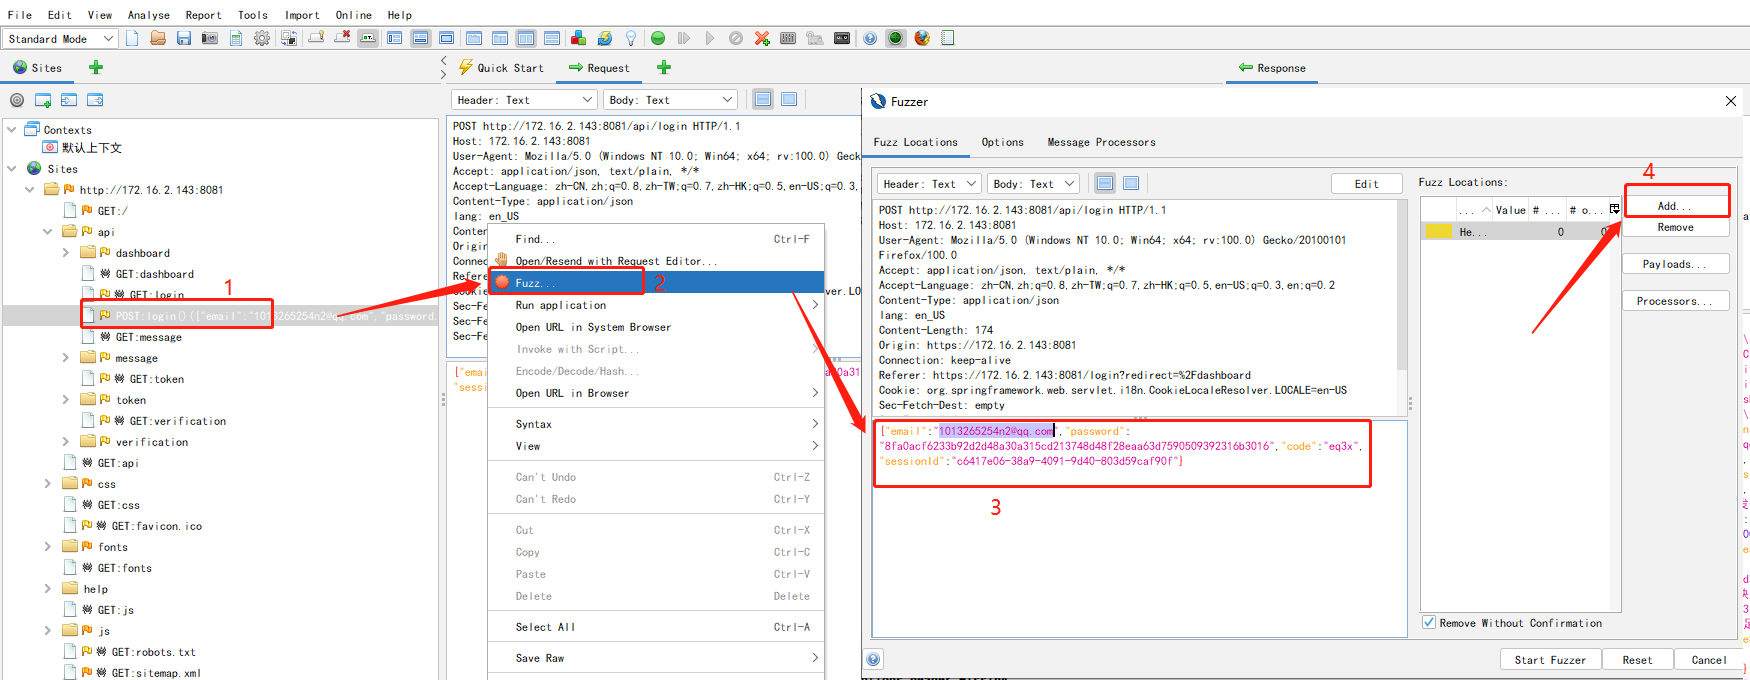 File Edit View Analyse Report Tools Import Online Help
Standard Mode
Sites
Quick Start
Request
Response
Header: Text
Body: Text
Contexts
默认上下文
Sites
http://172.16.2.143:8081
GET:/
api
dashboard
GET:dashboard
GET:login
1
POST:login()({"email":"1013265254n2@qq.com","password.
GET:message
message
GET:token
token
GET:verification
verification
GET:api
css
GET:css
GET:favicon.ico
fonts
GET:fonts
help
GET:js
js
GET:robots.txt
GET:sitemap.xml
POST http://172.16.2.143:8081/api/login HTTP/1.1
Host: 172.16.2.143:8081
User-Agent: Mozilla/5.0 (Windows NT 10.0; Win64; x64; rv:100.0) Gecko
Accept: application/json, text/plain, */*
Accept-Language: zh-CN,zh;q=0.8,zh-TW;q=0.7,zh-HK;q=0.5,en-US;q=0.3,
Content-Type: application/json
lang: en_US
Conten
Origin
Connec
Refere
Sec-Fe
Sec-Fe
Sec-Fe
Find... Ctrl-F
Open/Resend with Request Editor...
Fuzz...
2
Run application
Open URL in System Browser
Invoke with Script...
Encode/Decode/Hash...
Open URL in Browser
Syntax
View
Can't Undo Ctrl-Z
Can't Redo Ctrl-Y
Cut Ctrl-X
Copy Ctrl-C
Paste Ctrl-V
Delete Delete
Select All Ctrl-A
Save Raw
Fuzzer
Fuzz Locations Options Message Processors
Header: Text
Body: Text
Edit
POST http://172.16.2.143:8081/api/login HTTP/1.1
Host: 172.16.2.143:8081
User-Agent: Mozilla/5.0 (Windows NT 10.0; Win64; x64; rv:100.0) Gecko/20100101
Firefox/100.0
Accept: application/json, text/plain, */*
Accept-Language: zh-CN,zh;q=0.8,zh-TW;q=0.7,zh-HK;q=0.5,en-US;q=0.3,en;q=0.2
Content-Type: application/json
lang: en_US
Content-Length: 174
Origin: https://172.16.2.143:8081
Connection: keep-alive
Referer: https://172.16.2.143:8081/login?redirect=%2Fdashboard
Cookie: org.springframework.web.servlet.i18n.CookieLocaleResolver.LOCALE=en-US
Sec-Fetch-Dest: empty
{"email":"1013265254n2@qq.com","password":
"8fa0acf6233b92d2d48a30a315cd213748d48f28eaa63d7590509392316b3016","code":"eq3x",
"sessionId":"c6417e06-38a9-4091-9d40-803d59caf90f"}
3
Fuzz Locations:
4
... Value # ... # o...
He... 0 0
Add...
Remove
Payloads...
Processors...
Remove Without Confirmation
Start Fuzzer
Reset
Cancel